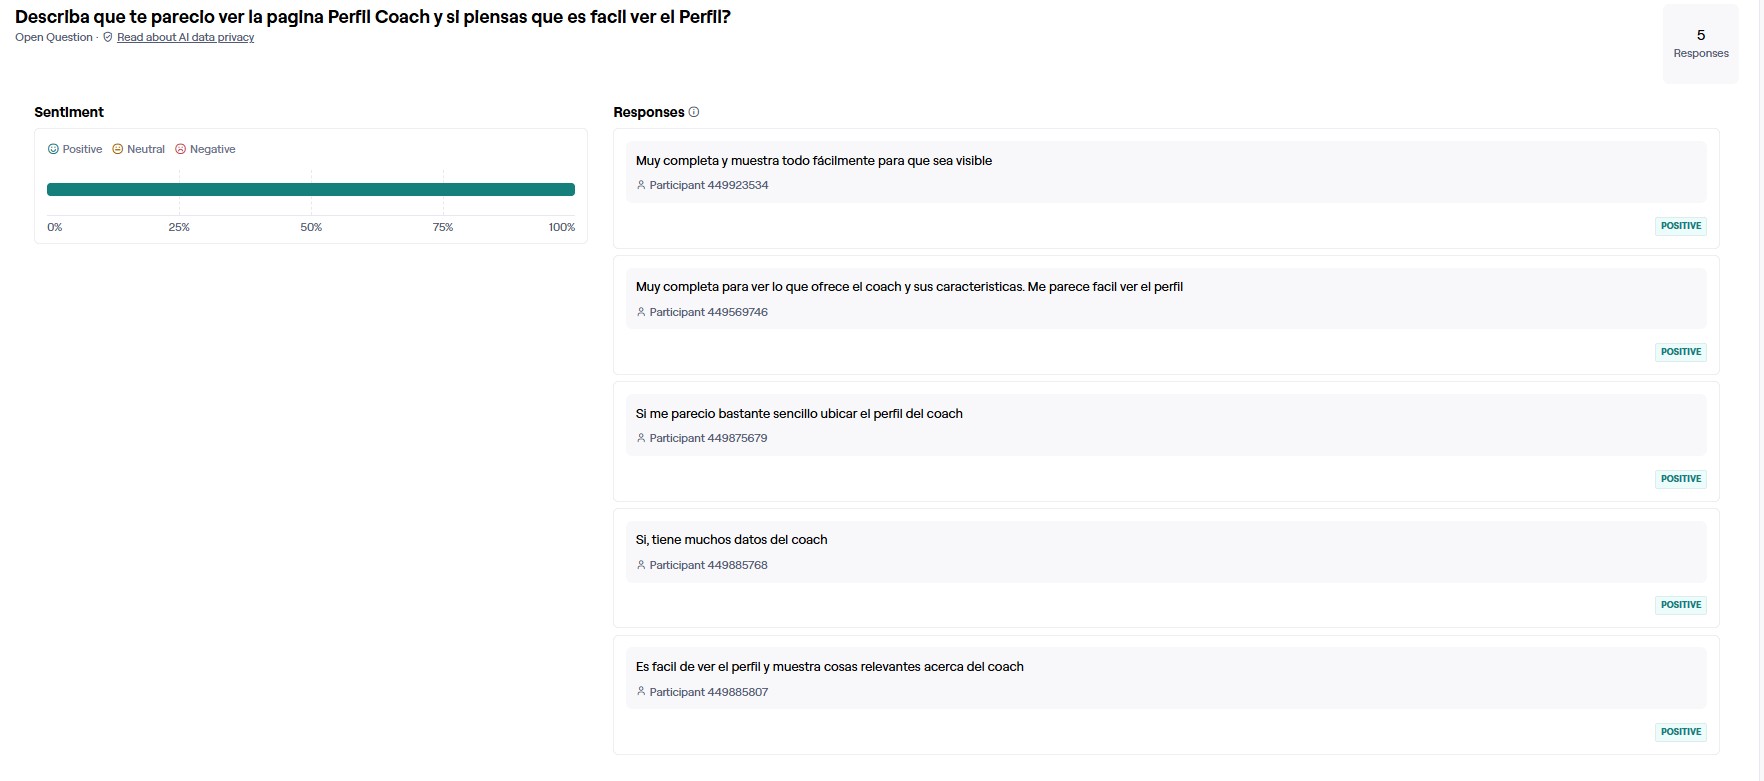 Describa que te parecio ver la pagina Perfil Coach y si piensas que es facil ver el Perfil?
Open Question · Read about AI data privacy
5
Responses
Sentiment
Positive Neutral Negative
0% 25% 50% 75% 100%
Responses
Muy completa y muestra todo fácilmente para que sea visible
Participant 449923534
POSITIVE
Muy completa para ver lo que ofrece el coach y sus caracteristicas. Me parece facil ver el perfil
Participant 449569746
POSITIVE
Si me parecio bastante sencillo ubicar el perfil del coach
Participant 449875679
POSITIVE
Si, tiene muchos datos del coach
Participant 449885768
POSITIVE
Es facil de ver el perfil y muestra cosas relevantes acerca del coach
Participant 449885807
POSITIVE